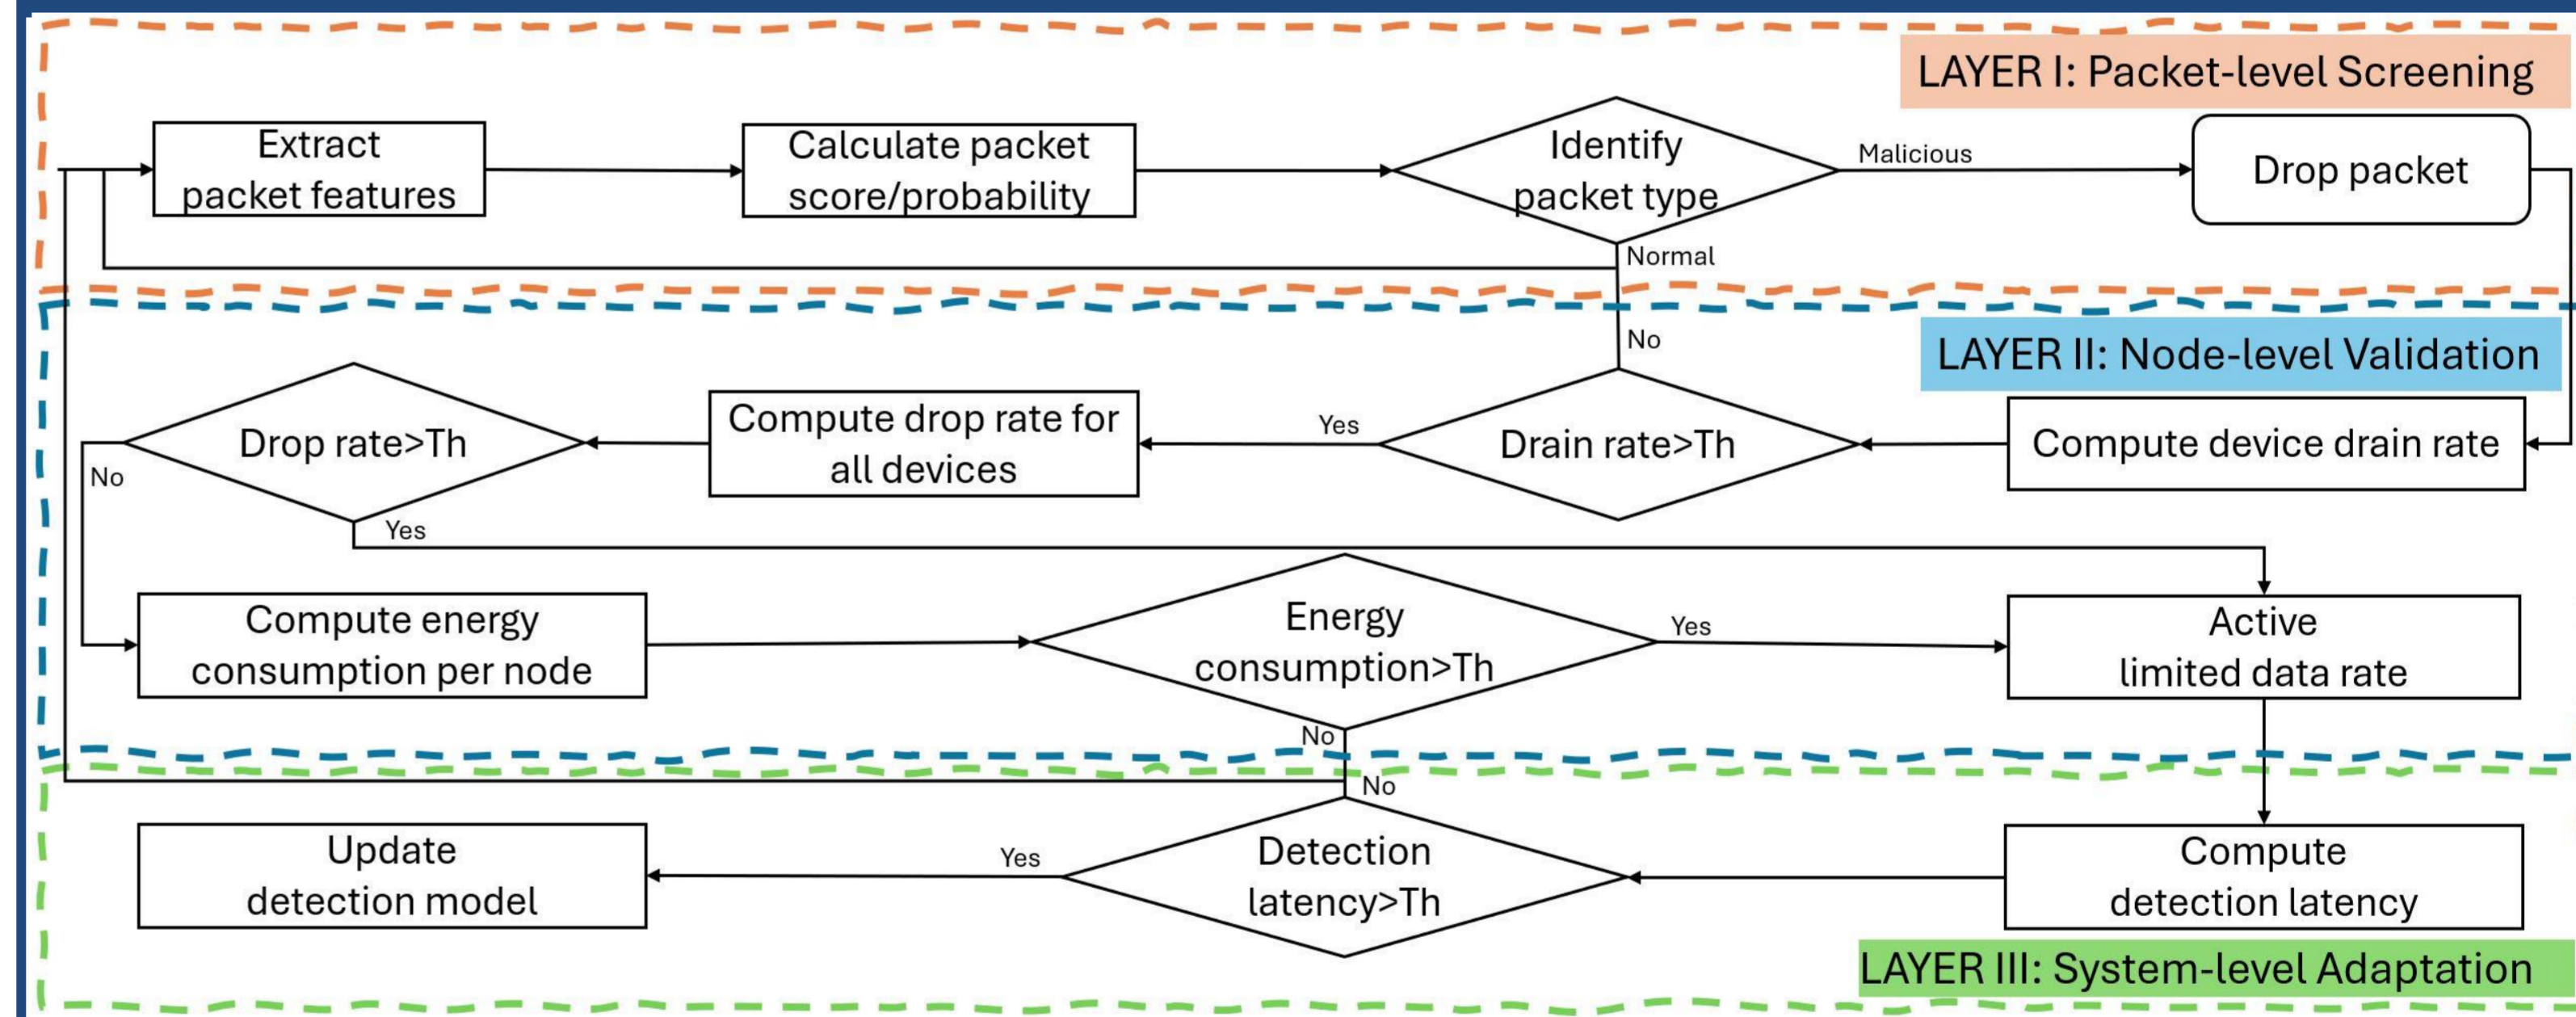 LAYER I: Packet-level Screening
Extract
packet features
Calculate packet
score/probability
Identify
packet type
Malicious
Drop packet
Normal
No
LAYER II: Node-level Validation
Drop rate>Th
Compute drop rate for
all devices
Yes
Drain rate>Th
Compute device drain rate
No
Yes
Compute energy
consumption per node
Energy
consumption>Th
Yes
Active
limited data rate
No
No
Update
detection model
Yes
Detection
latency>Th
Compute
detection latency
LAYER III: System-level Adaptation